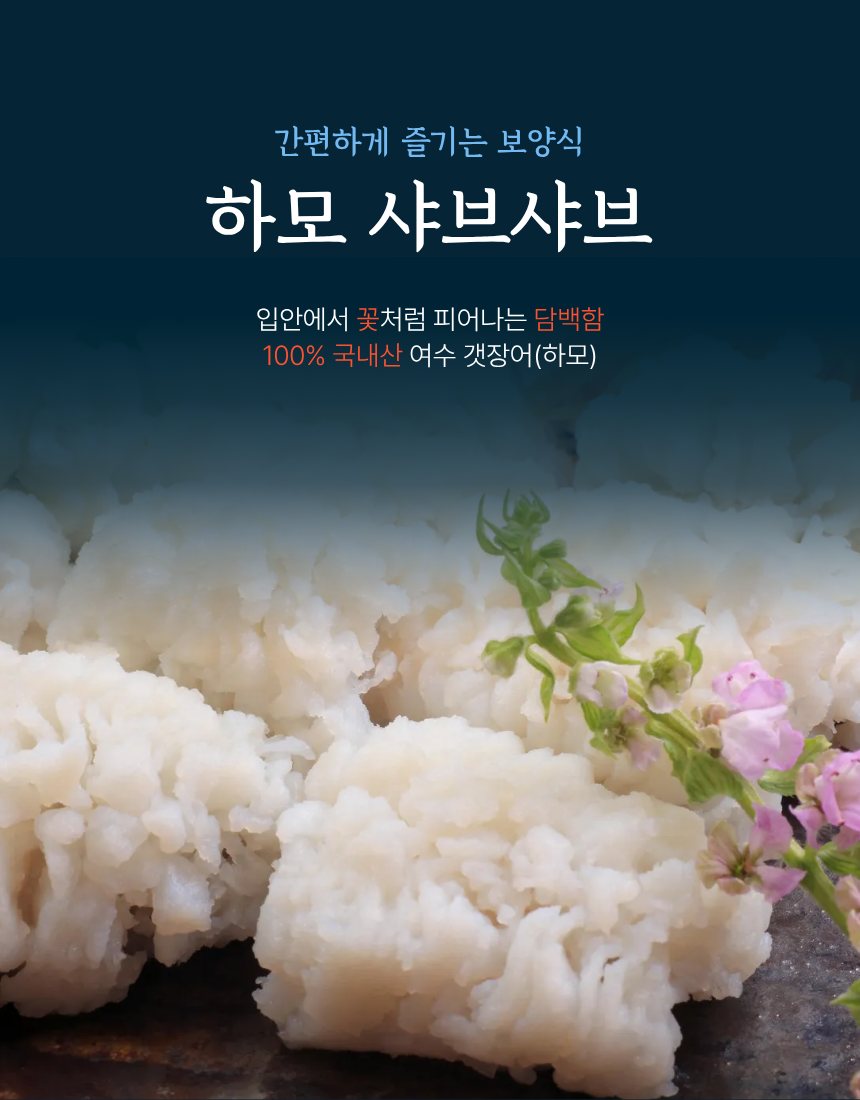 간편하게 즐기는 보양식
하모 샤브샤브
입안에서 꽃처럼 피어나는 담백함
100% 국내산 여수 갯장어(하모)